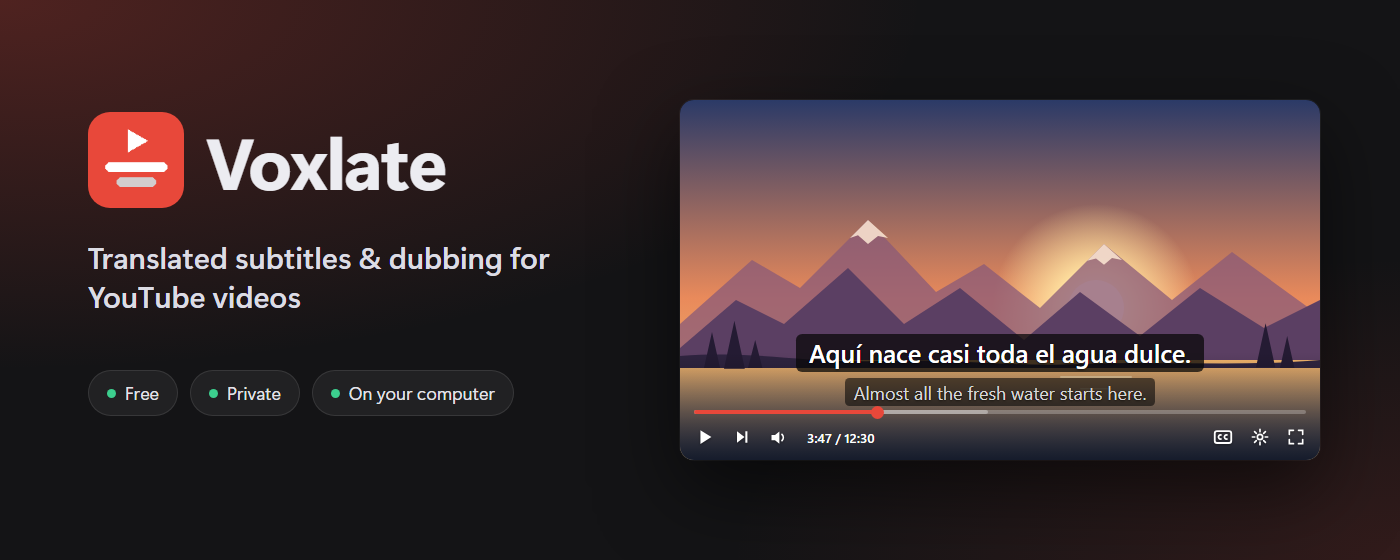 Voxlate
Translated subtitles & dubbing for
YouTube videos
Free
Private
On your computer
Aquí nace casi toda el agua dulce.
Almost all the fresh water starts here.
3:47 / 12:30
CC